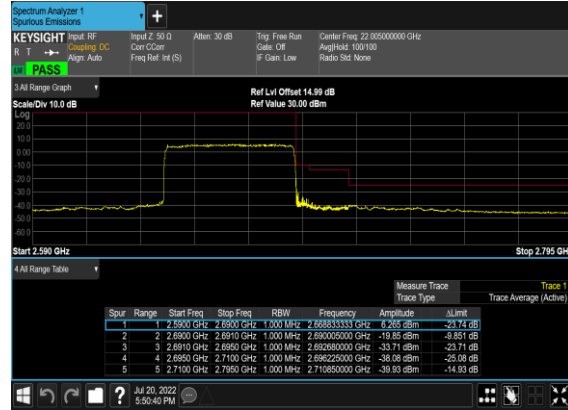 Spectrum Analyzer 1
Spurious Emissions
+
KEYSIGHT Input: RF Input Z: 50 Ω Atten: 30 dB Trig: Free Run Center Freq: 22.005000000 GHz
R T Coupling: DC Corr CCorr Gate: Off Avg|Hold: 100/100
Align: Auto Freq Ref: Int (S) IF Gain: Low Radio Std: None
PASS
3 All Range Graph
Ref Lvl Offset 14.99 dB
Scale/Div 10.0 dB Ref Value 30.00 dBm
Log
20.0
10.0
0.00
-10.0
-20.0
-30.0
-40.0
-50.0
-60.0
Start 2.590 GHz Stop 2.795 GH
4 All Range Table
Measure Trace Trace 1
Trace Type Trace Average (Active)
Spur Range Start Freq Stop Freq RBW Frequency Amplitude ΔLimit
1 1 2.5900 GHz 2.6900 GHz 1.000 MHz 2.668833333 GHz 6.265 dBm -23.74 dB
2 2 2.6900 GHz 2.6910 GHz 1.000 MHz 2.690005000 GHz -19.85 dBm -9.851 dB
3 3 2.6910 GHz 2.6950 GHz 1.000 MHz 2.692680000 GHz -33.71 dBm -23.71 dB
4 4 2.6950 GHz 2.7100 GHz 1.000 MHz 2.696225000 GHz -38.08 dBm -25.08 dB
5 5 2.7100 GHz 2.7950 GHz 1.000 MHz 2.710850000 GHz -39.93 dBm -14.93 dB
? Jul 20, 2022
5:50:40 PM